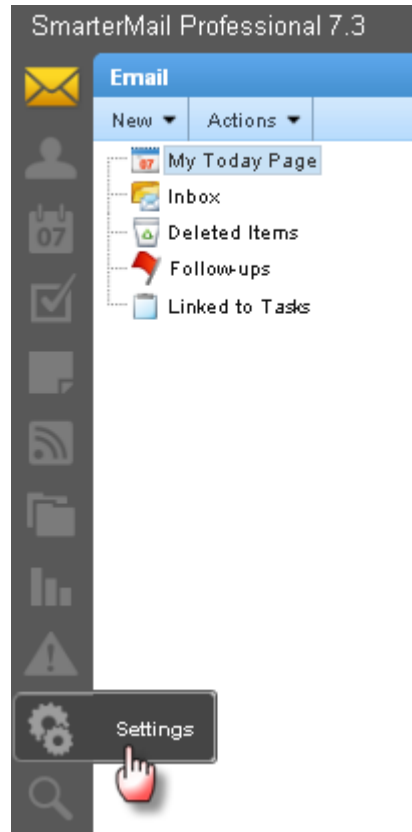 SmarterMail Professional 7.3
Email
New Actions
07 My Today Page
Inbox
07
Deleted Items
Follow-ups
Linked to Tasks
Settings